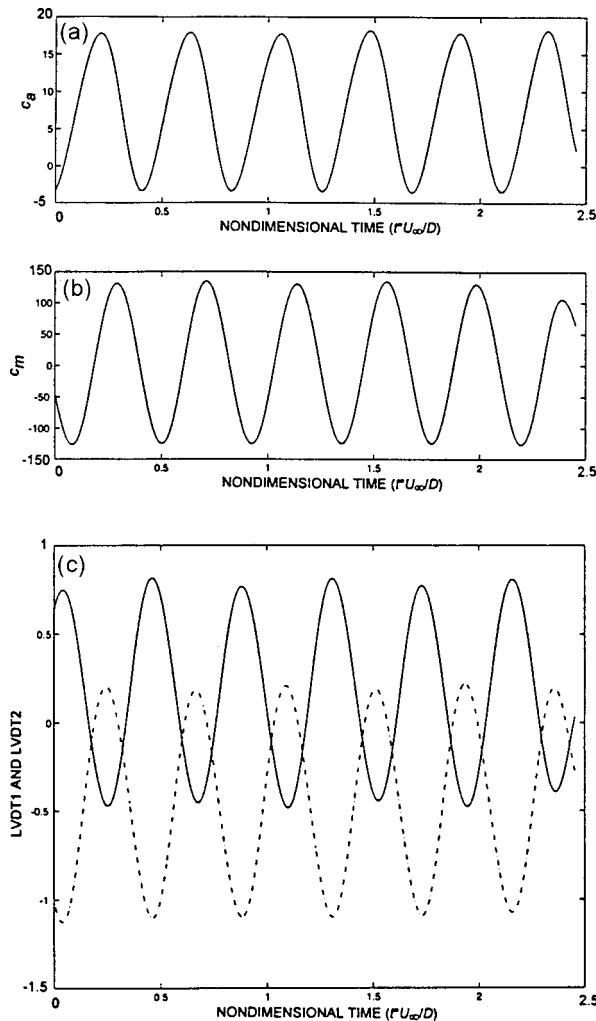 (a)
20
15
10
5
0
-5
c_a
0 0.5 1 1.5 2 2.5
NONDIMENSIONAL TIME (t*U∞/D)
(b)
150
100
50
0
-50
-100
-150
c_m
0 0.5 1 1.5 2 2.5
NONDIMENSIONAL TIME (t*U∞/D)
(c)
1
0.5
0
-0.5
-1
-1.5
LVDT1 AND LVDT2
0 0.5 1 1.5 2 2.5
NONDIMENSIONAL TIME (t*U∞/D)